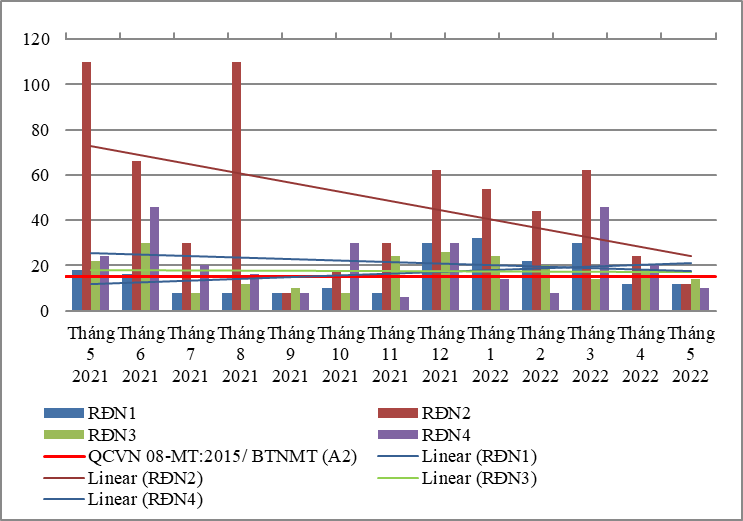 120
100
80
60
40
20
0
Tháng Tháng Tháng Tháng Tháng Tháng Tháng Tháng Tháng Tháng Tháng Tháng Tháng
5 6 7 8 9 10 11 12 1 2 3 4 5
2021 2021 2021 2021 2021 2021 2021 2021 2022 2022 2022 2022 2022
RĐN1 RĐN2
RĐN3 RĐN4
QCVN 08-MT:2015/ BTNMT (A2) Linear (RĐN1)
Linear (RĐN2) Linear (RĐN3)
Linear (RĐN4)